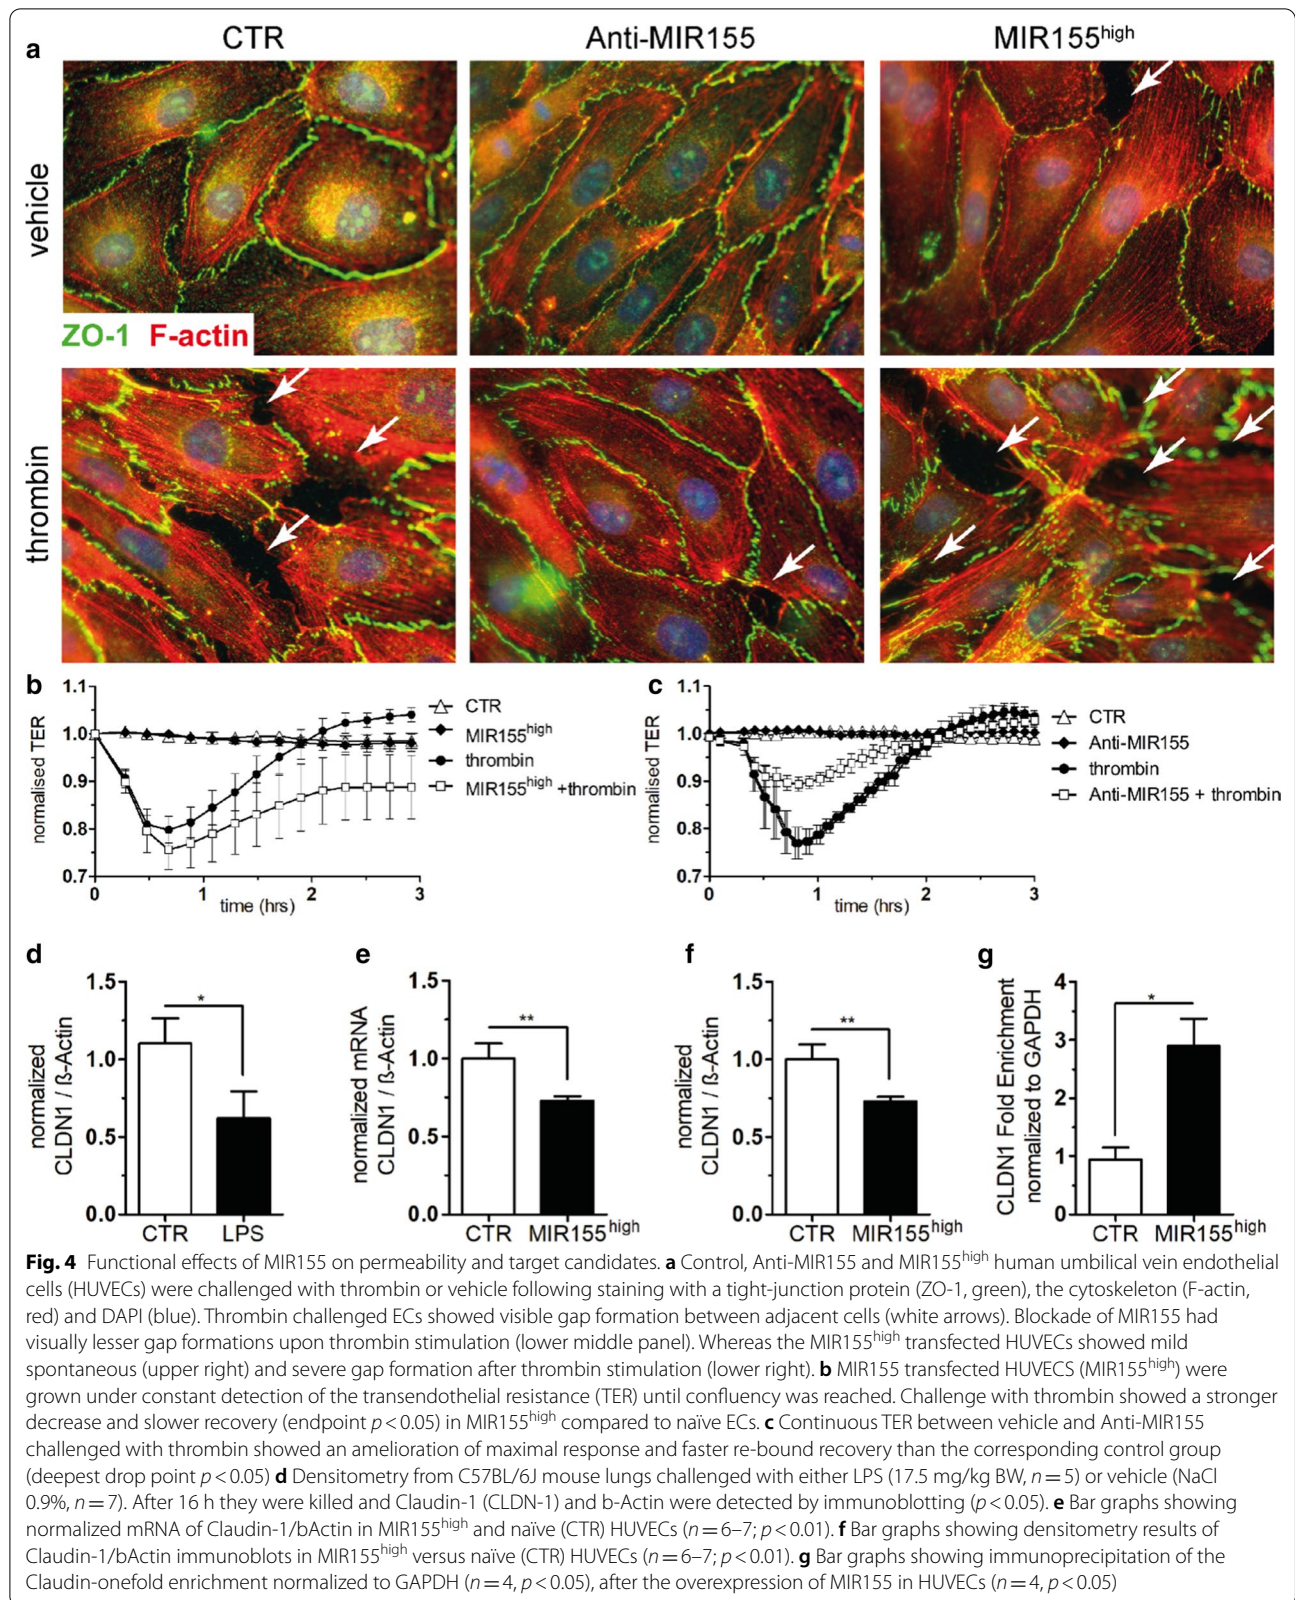 a
CTR Anti-MIR155 MIR155high
vehicle
ZO-1 F-actin
thrombin
b
normalised TER
1.1
1.0
0.9
0.8
0.7
0 1 2 3
time (hrs)
CTR
MIR155high
thrombin
MIR155high +thrombin
c
normalised TER
1.1
1.0
0.9
0.8
0.7
0 1 2 3
time (hrs)
CTR
Anti-MIR155
thrombin
Anti-MIR155 + thrombin
d
normalized
CLDN1 / ß-Actin
1.5
1.0
0.5
0.0
*
CTR LPS
e
normalized mRNA
CLDN1 / ß-Actin
1.5
1.0
0.5
0.0
**
CTR MIR155high
f
normalized
CLDN1 / ß-Actin
1.5
1.0
0.5
0.0
**
CTR MIR155high
g
CLDN1 Fold Enrichment
normalized to GAPDH
4
3
2
1
0
*
CTR MIR155high
Fig. 4 Functional effects of MIR155 on permeability and target candidates. a Control, Anti-MIR155 and MIR155high human umbilical vein endothelial
cells (HUVECs) were challenged with thrombin or vehicle following staining with a tight-junction protein (ZO-1, green), the cytoskeleton (F-actin,
red) and DAPI (blue). Thrombin challenged ECs showed visible gap formation between adjacent cells (white arrows). Blockade of MIR155 had
visually lesser gap formations upon thrombin stimulation (lower middle panel). Whereas the MIR155high transfected HUVECs showed mild
spontaneous (upper right) and severe gap formation after thrombin stimulation (lower right). b MIR155 transfected HUVECS (MIR155high) were
grown under constant detection of the transendothelial resistance (TER) until confluency was reached. Challenge with thrombin showed a stronger
decrease and slower recovery (endpoint p < 0.05) in MIR155high compared to naïve ECs. c Continuous TER between vehicle and Anti-MIR155
challenged with thrombin showed an amelioration of maximal response and faster re-bound recovery than the corresponding control group
(deepest drop point p < 0.05) d Densitometry from C57BL/6J mouse lungs challenged with either LPS (17.5 mg/kg BW, n = 5) or vehicle (NaCl
0.9%, n = 7). After 16 h they were killed and Claudin-1 (CLDN-1) and b-Actin were detected by immunoblotting (p < 0.05). e Bar graphs showing
normalized mRNA of Claudin-1/bActin in MIR155high and naïve (CTR) HUVECs (n = 6–7; p < 0.01). f Bar graphs showing densitometry results of
Claudin-1/bActin immunoblots in MIR155high versus naïve (CTR) HUVECs (n = 6–7; p < 0.01). g Bar graphs showing immunoprecipitation of the
Claudin-onefold enrichment normalized to GAPDH (n = 4, p < 0.05), after the overexpression of MIR155 in HUVECs (n = 4, p < 0.05)